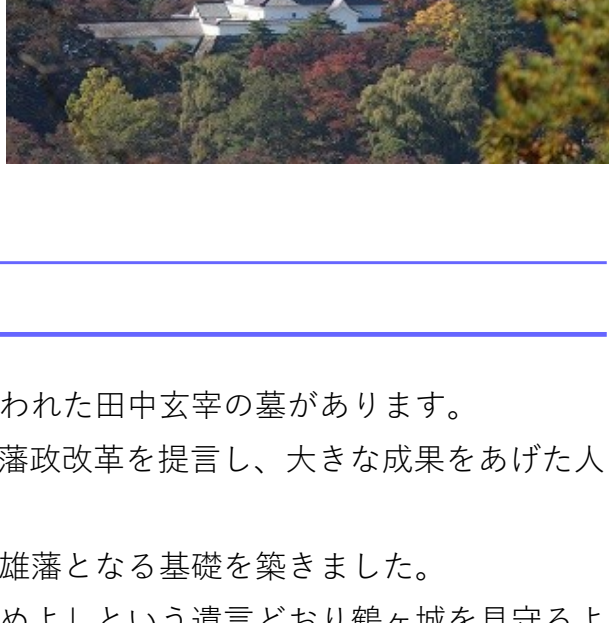 われた田中玄宰の墓があります。
藩政改革を提言し、大きな成果をあげた人
雄藩となる基礎を築きました。
めよ」という遺言どおり鶴ヶ城を見守るよ